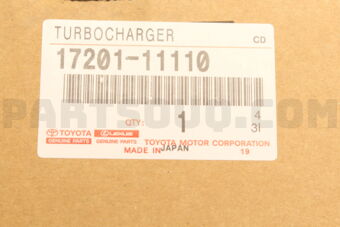 TURBOCHARGER CD
17201-11110
QTY: 1 4
31
TOYOTA LEXUS TOYOTA MOTOR CORPORATION
GENUINE PARTS GENUINE PARTS
MADE IN JAPAN 19
PARTSOUQ.COM